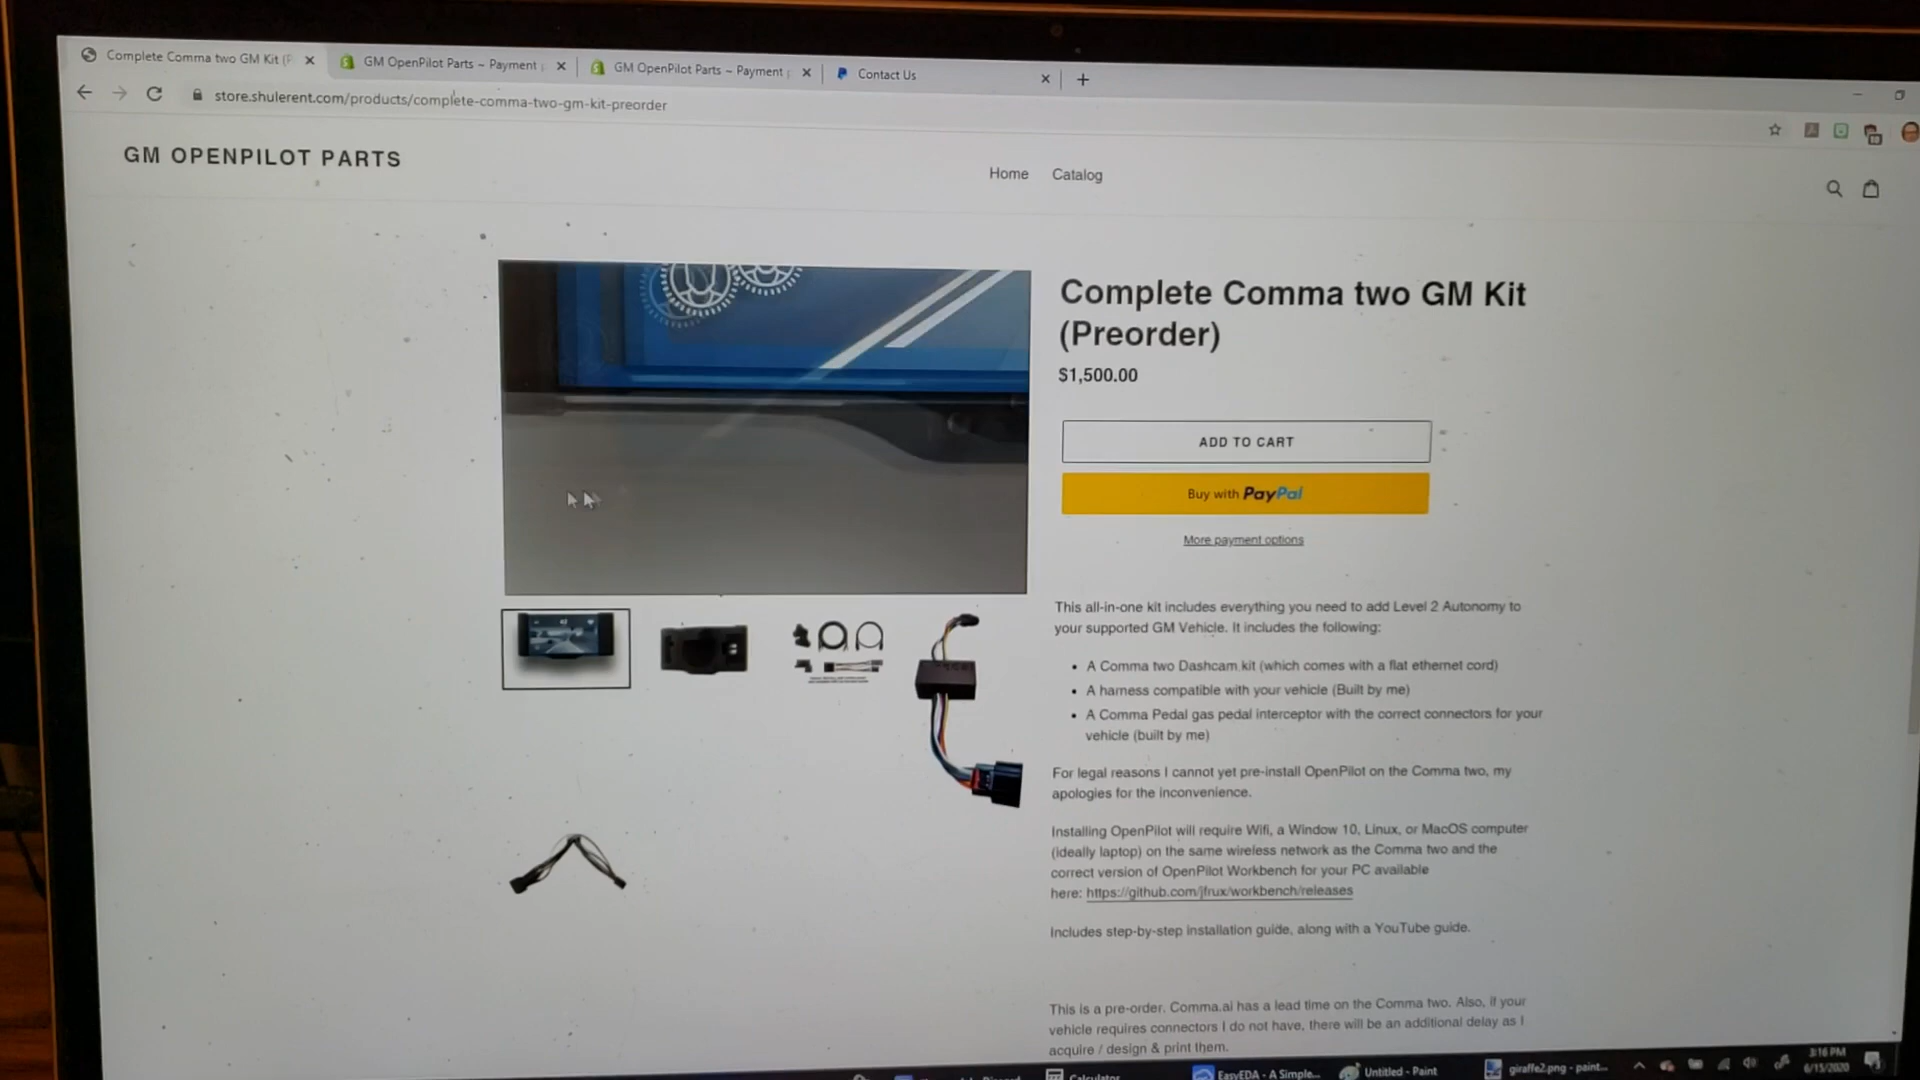 Complete Comma two GM Kit (P
GM OpenPilot Parts ~ Payment
GM OpenPilot Parts ~ Payment
Contact Us
store.shulerent.com/products/complete-comma-two-gm-kit-preorder
GM OPENPILOT PARTS
Home Catalog
Complete Comma two GM Kit
(Preorder)
$1,500.00
ADD TO CART
Buy with PayPal
More payment options
This all-in-one kit includes everything you need to add Level 2 Autonomy to
your supported GM Vehicle. It includes the following:
• A Comma two Dashcam kit (which comes with a flat ethernet cord)
• A harness compatible with your vehicle (Built by me)
• A Comma Pedal gas pedal interceptor with the correct connectors for your
vehicle (built by me)
For legal reasons I cannot yet pre-install OpenPilot on the Comma two, my
apologies for the inconvenience.
Installing OpenPilot will require Wifi, a Window 10, Linux, or MacOS computer
(ideally laptop) on the same wireless network as the Comma two and the
correct version of OpenPilot Workbench for your PC available
here: https://github.com/jfrux/workbench/releases
Includes step-by-step installation guide, along with a YouTube guide.
This is a pre-order. Comma.ai has a lead time on the Comma two. Also, if your
vehicle requires connectors I do not have, there will be an additional delay as I
acquire / design & print them.
Calculator
EasyEDA - A Simple...
Untitled - Paint
giraffe2.png - paint...
3:16 PM
6/15/2020